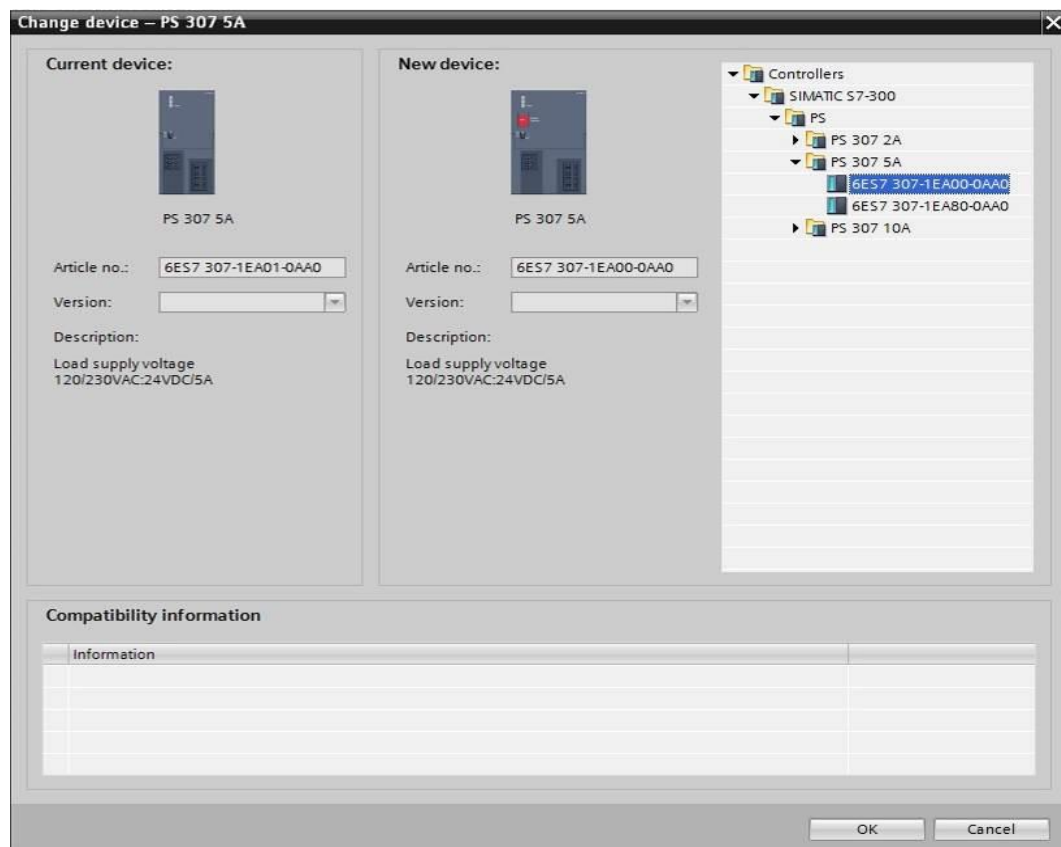 Change device – PS 307 5A
Current device:
PS 307 5A
Article no.: 6ES7 307-1EA01-0AA0
Version:
Description:
Load supply voltage
120/230VAC:24VDC/5A
New device:
PS 307 5A
Article no.: 6ES7 307-1EA00-0AA0
Version:
Description:
Load supply voltage
120/230VAC:24VDC/5A
Controllers
SIMATIC S7-300
PS
PS 307 2A
PS 307 5A
6ES7 307-1EA00-0AA0
6ES7 307-1EA80-0AA0
PS 307 10A
Compatibility information
Information
OK
Cancel